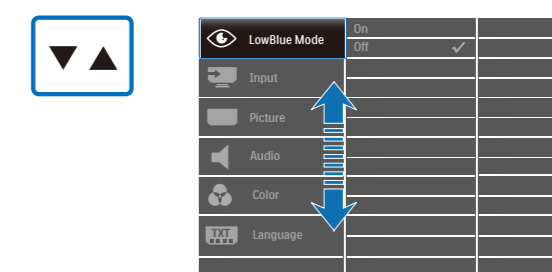 LowBlue Mode
On
Off
Input
Picture
Audio
Color
TXT
Language